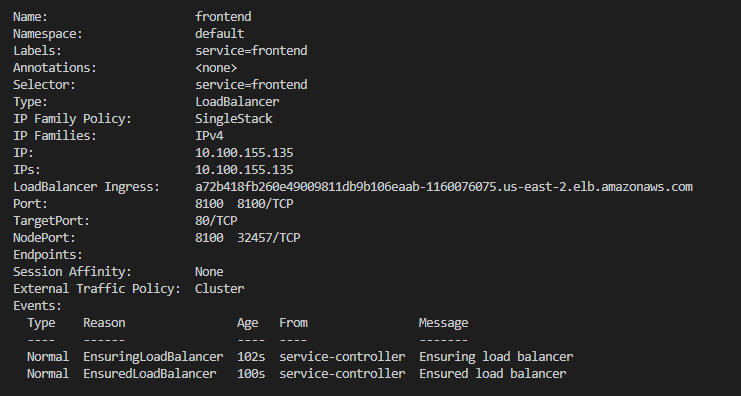 Name: frontend
Namespace: default
Labels: service=frontend
Annotations: <none>
Selector: service=frontend
Type: LoadBalancer
IP Family Policy: SingleStack
IP Families: IPv4
IP: 10.100.155.135
IPs: 10.100.155.135
LoadBalancer Ingress: a72b418fb260e49009811db9b106eaab-1160076075.us-east-2.elb.amazonaws.com
Port: 8100 8100/TCP
TargetPort: 80/TCP
NodePort: 8100 32457/TCP
Endpoints:
Session Affinity: None
External Traffic Policy: Cluster
Events:
Type Reason Age From Message
---- ------ ---- ---- -------
Normal EnsuringLoadBalancer 102s service-controller Ensuring load balancer
Normal EnsuredLoadBalancer 100s service-controller Ensured load balancer